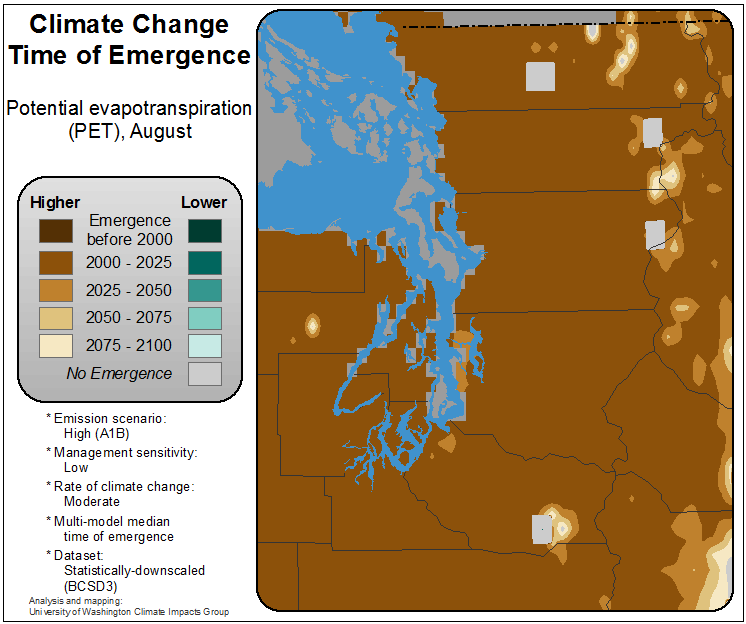 Climate Change
Time of Emergence
Potential evapotranspiration
(PET), August
Higher Lower
Emergence
before 2000
2000 - 2025
2025 - 2050
2050 - 2075
2075 - 2100
No Emergence
* Emission scenario:
High (A1B)
* Management sensitivity:
Low
* Rate of climate change:
Moderate
* Multi-model median
time of emergence
* Dataset:
Statistically-downscaled
(BCSD3)
Analysis and mapping:
University of Washington Climate Impacts Group